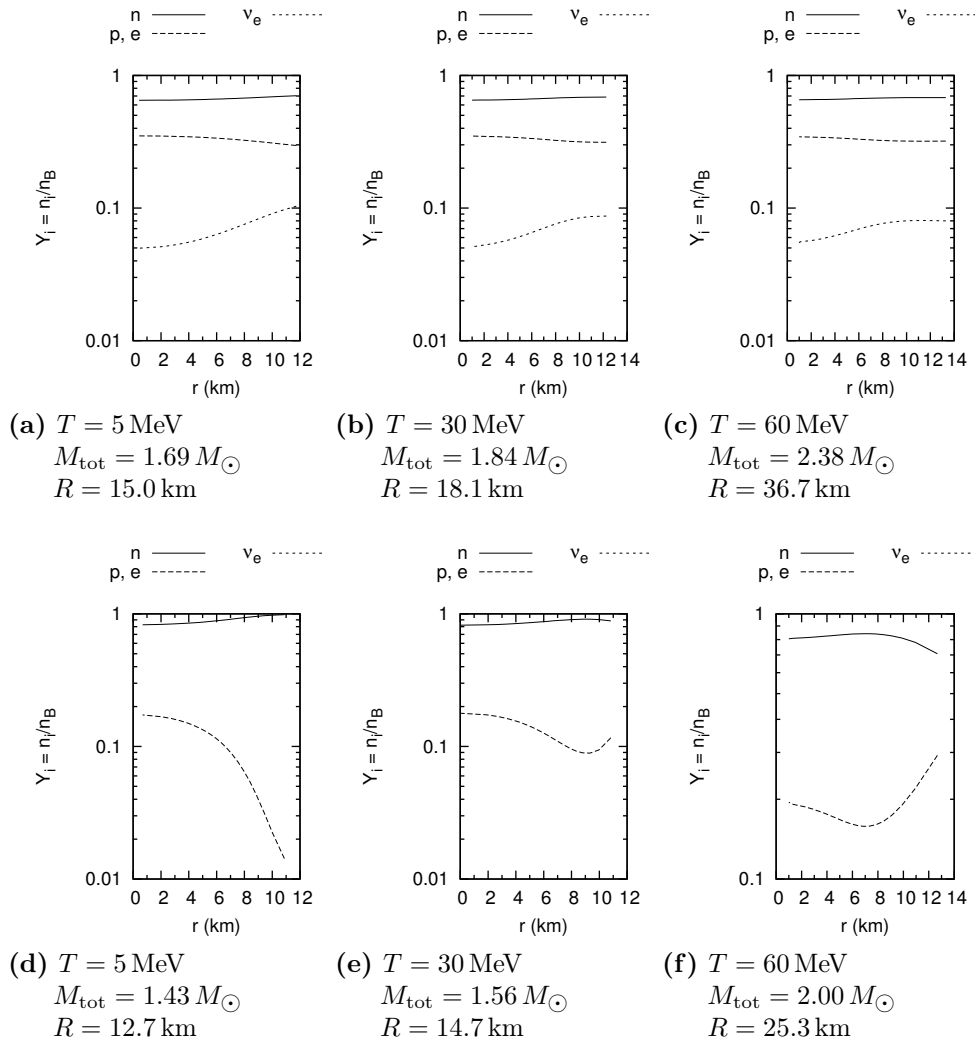 n ν_e
p, e
n ν_e
p, e
n ν_e
p, e
Y_i = n_i/n_B
1
0.1
0.01
0 2 4 6 8 10 12
r (km)
Y_i = n_i/n_B
1
0.1
0.01
0 2 4 6 8 10 12 14
r (km)
Y_i = n_i/n_B
1
0.1
0.01
0 2 4 6 8 10 12 14
r (km)
(a) T = 5 MeV
M_tot = 1.69 M_⊙
R = 15.0 km
(b) T = 30 MeV
M_tot = 1.84 M_⊙
R = 18.1 km
(c) T = 60 MeV
M_tot = 2.38 M_⊙
R = 36.7 km
n ν_e
p, e
n ν_e
p, e
n ν_e
p, e
Y_i = n_i/n_B
1
0.1
0.01
0 2 4 6 8 10 12
r (km)
Y_i = n_i/n_B
1
0.1
0.01
0 2 4 6 8 10 12
r (km)
Y_i = n_i/n_B
1
0.1
0 2 4 6 8 10 12 14
r (km)
(d) T = 5 MeV
M_tot = 1.43 M_⊙
R = 12.7 km
(e) T = 30 MeV
M_tot = 1.56 M_⊙
R = 14.7 km
(f) T = 60 MeV
M_tot = 2.00 M_⊙
R = 25.3 km